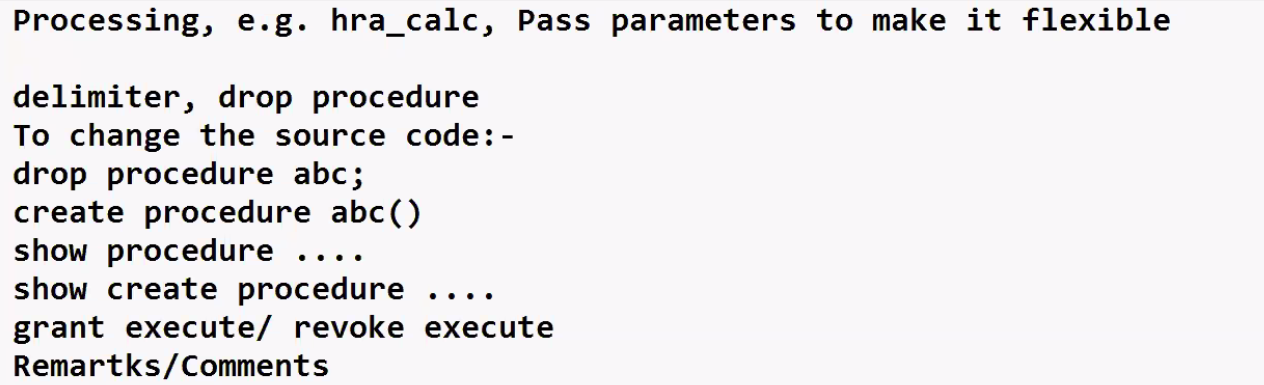 Processing, e.g. hra_calc, Pass parameters to make it flexible
delimiter, drop procedure
To change the source code:-
drop procedure abc;
create procedure abc()
show procedure ....
show create procedure ....
grant execute/ revoke execute
Remartks/Comments